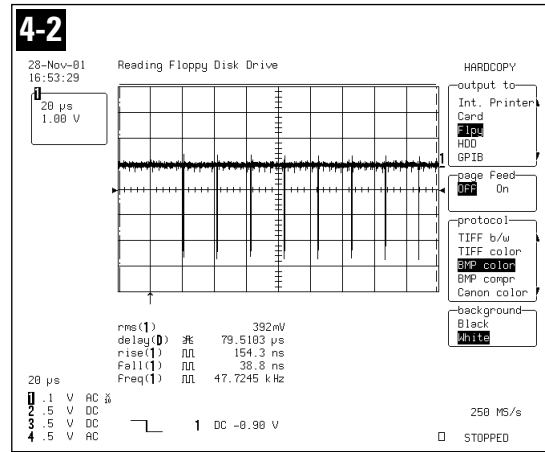 4-2
28-Nov-01
16:53:29
Reading Floppy Disk Drive
1
20 µs
1.00 V
1
HARDCOPY
output to
Int. Printer
Card
Flpy
HDD
GPIB
page Feed
Off On
protocol
TIFF b/w
TIFF color
BMP color
BMP compr
Canon color
background
Black
White
rms(1) 392mV
delay(D) 79.5103 µs
rise(1) 154.3 ns
Fall(1) 38.8 ns
Freq(1) 47.7245 kHz
20 µs
1 .1 V AC X10
2 .5 V DC
3 .5 V DC
4 .5 V AC
1 DC -0.90 V
250 MS/s
STOPPED